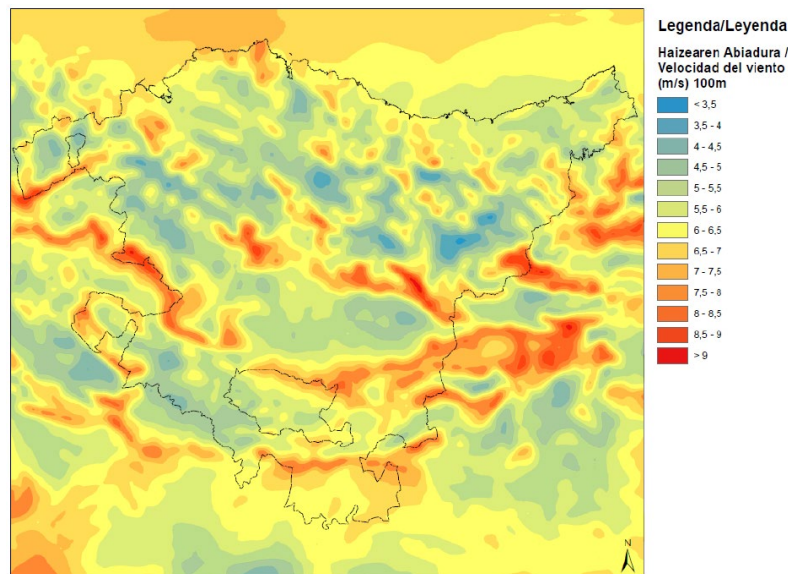 Legenda/Leyenda
Haizearen Abiadura /
Velocidad del viento
(m/s) 100m
< 3,5
3,5 - 4
4 - 4,5
4,5 - 5
5 - 5,5
5,5 - 6
6 - 6,5
6,5 - 7
7 - 7,5
7,5 - 8
8 - 8,5
8,5 - 9
> 9
N